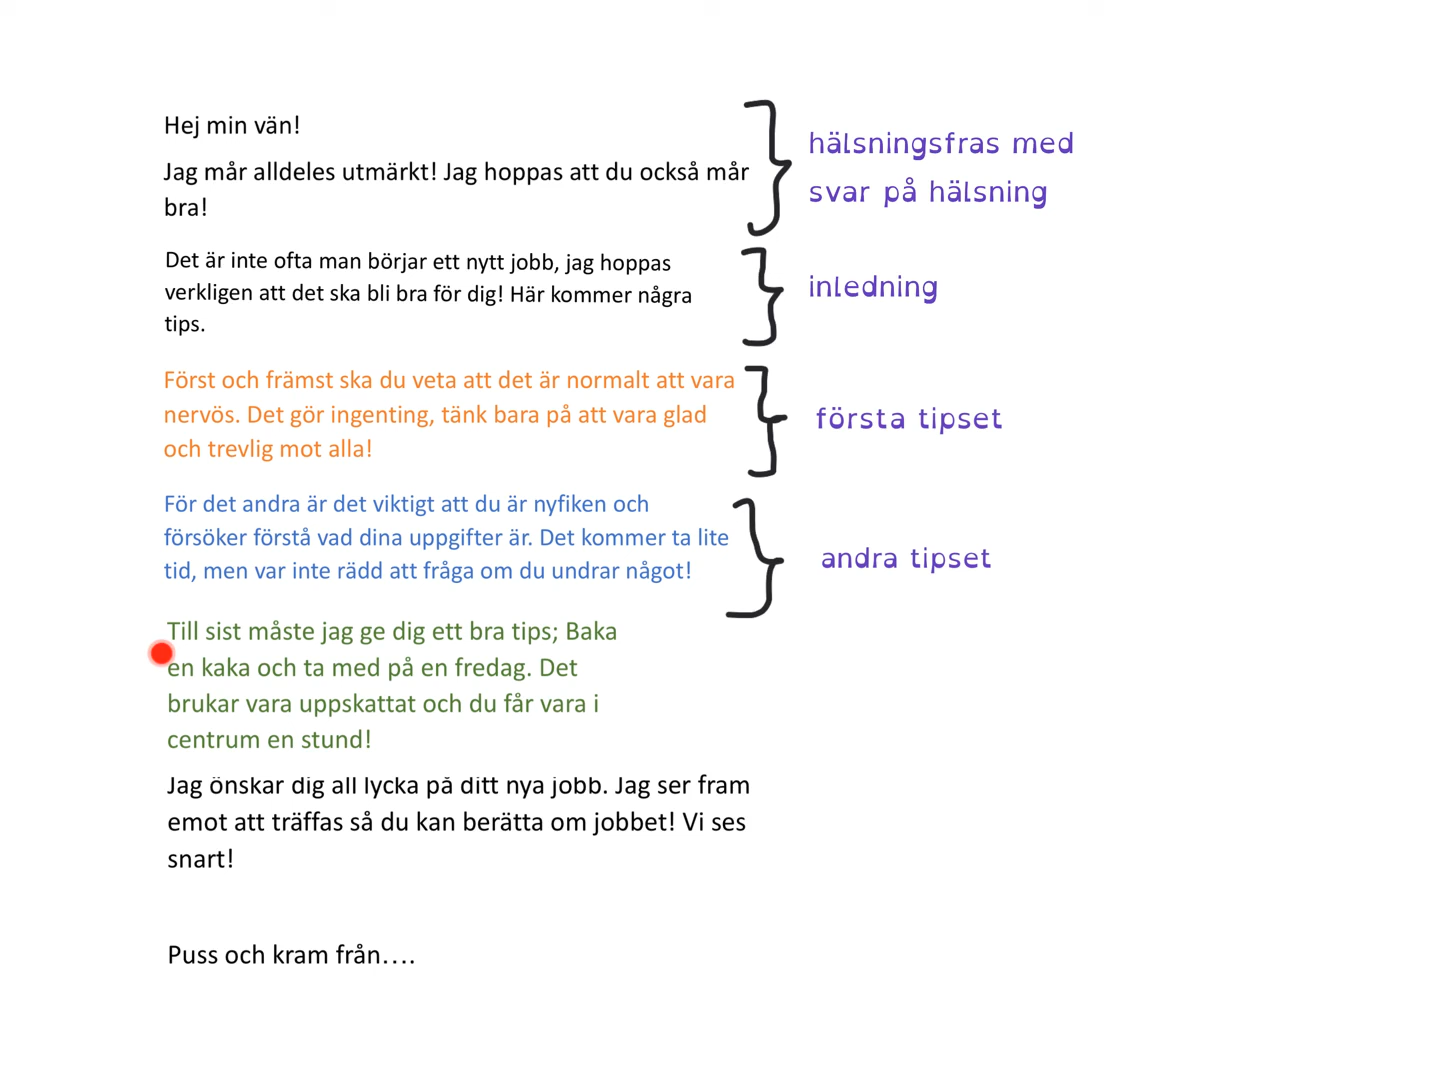 Hej min vän!
Jag mår alldeles utmärkt! Jag hoppas att du också mår
bra!
hälsningsfras med
svar på hälsning
Det är inte ofta man börjar ett nytt jobb, jag hoppas
verkligen att det ska bli bra för dig! Här kommer några
tips.
inledning
Först och främst ska du veta att det är normalt att vara
nervös. Det gör ingenting, tänk bara på att vara glad
och trevlig mot alla!
första tipset
För det andra är det viktigt att du är nyfiken och
försöker förstå vad dina uppgifter är. Det kommer ta lite
tid, men var inte rädd att fråga om du undrar något!
andra tipset
Till sist måste jag ge dig ett bra tips; Baka
en kaka och ta med på en fredag. Det
brukar vara uppskattat och du får vara i
centrum en stund!
Jag önskar dig all lycka på ditt nya jobb. Jag ser fram
emot att träffas så du kan berätta om jobbet! Vi ses
snart!
Puss och kram från….